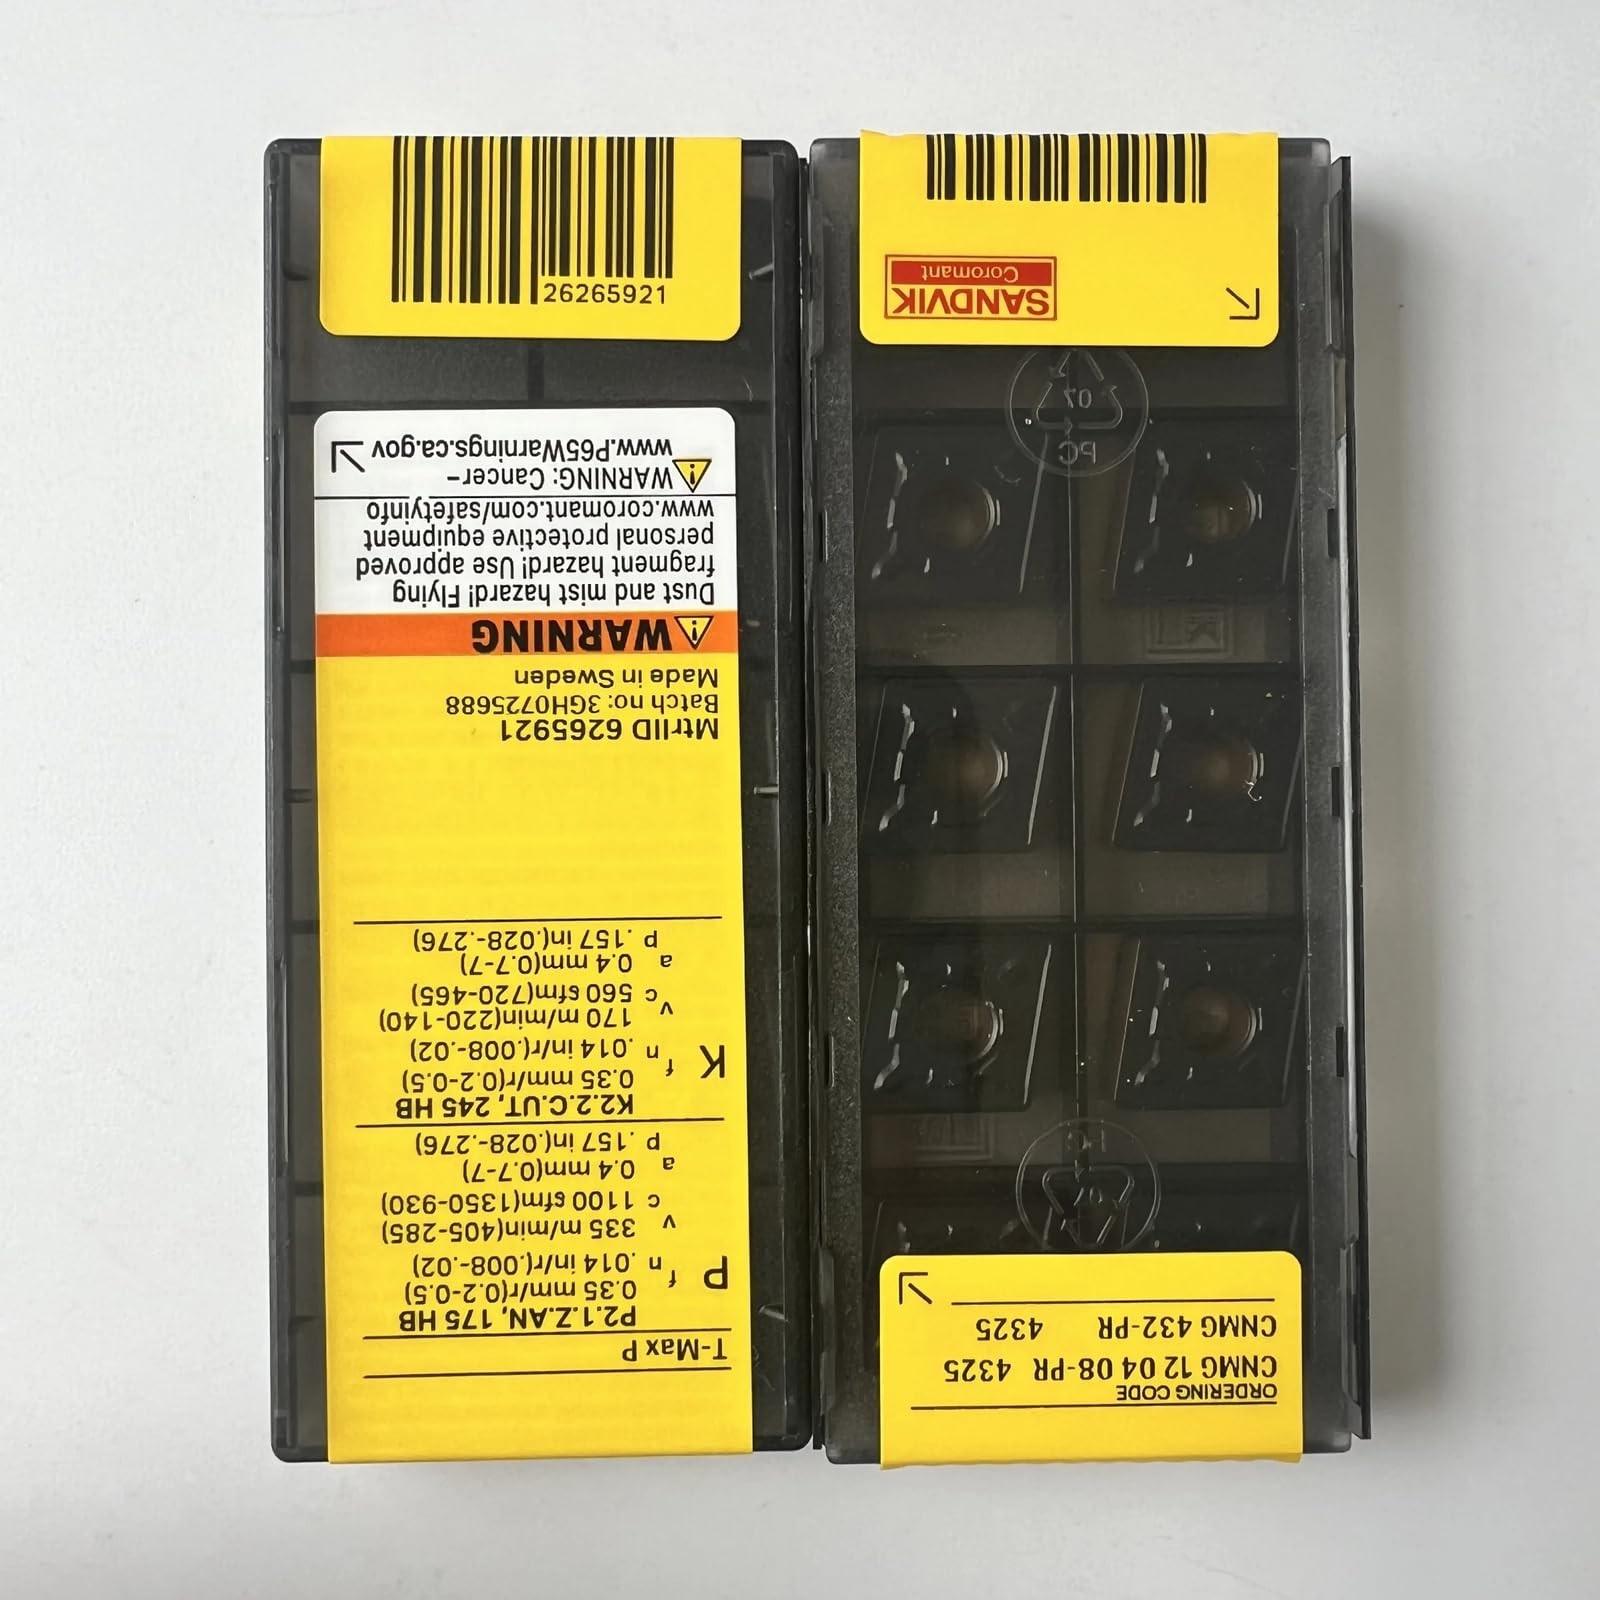 26265921
www.P65Warnings.ca.gov
WARNING: Cancer-
www.coromant.com/safetyinfo
personal protective equipment
fragment hazard! Use approved
Dust and mist hazard! Flying
WARNING
Made in Sweden
Batch no: 3GH0725688
MtrlID 6265921
p .157 in(.028-.276)
a 0.4 mm(0.7-7)
c 560 sfm(720-465)
v 170 m/min(220-140)
n .014 in/r(.008-.02)
K f 0.35 mm/r(0.2-0.5)
K2.2.C.UT, 245 HB
p .157 in(.028-.276)
a 0.4 mm(0.7-7)
c 1100 sfm(1350-930)
v 335 m/min(405-285)
n .014 in/r(.008-.02)
P f 0.35 mm/r(0.2-0.5)
P2.1.Z.AN, 175 HB
T-Max P
Coromant
SANDVIK
07
PC
PC
07
CNMG 432-PR 4325
CNMG 12 04 08-PR 4325
ORDERING CODE